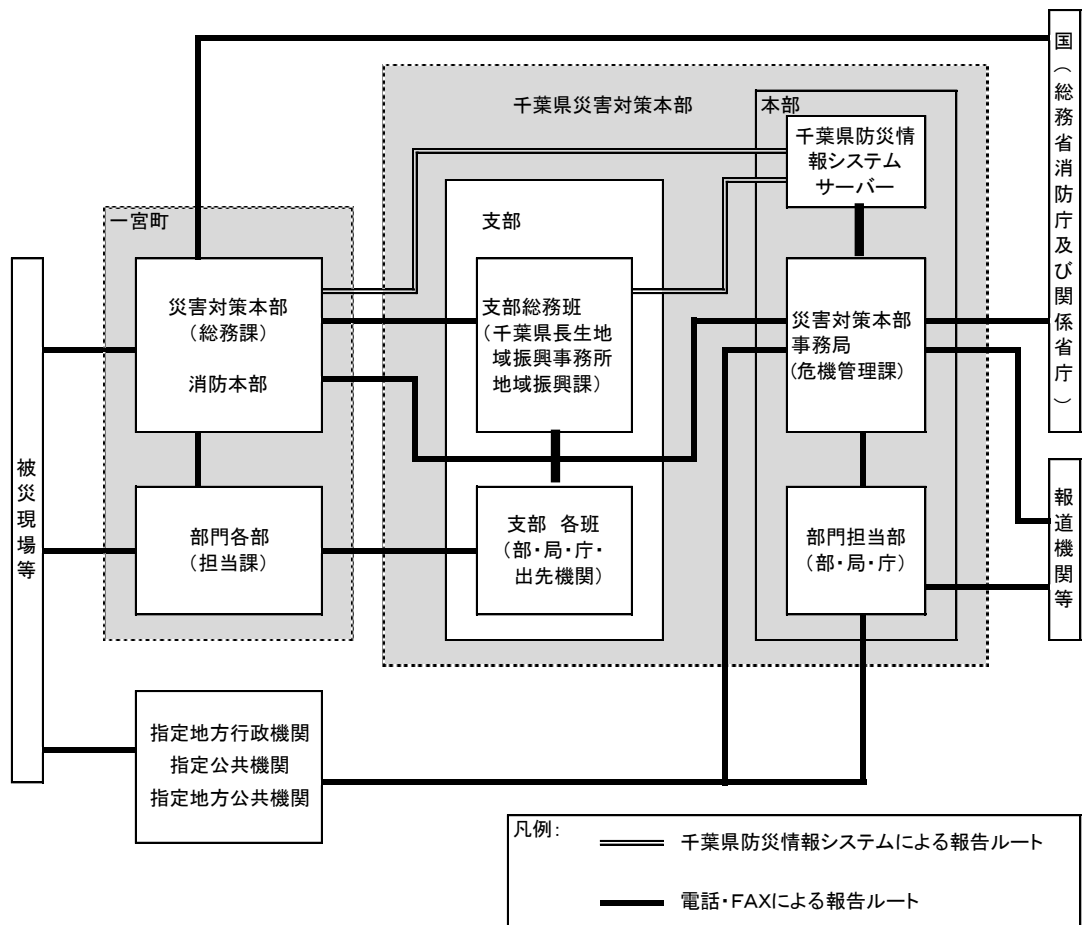 国（総務省消防庁及び関係省庁）
千葉県災害対策本部
本部
千葉県防災情
報システム
サーバー
一宮町
支部
災害対策本部
（総務課）
消防本部
支部総務班
（千葉県長生地
域振興事務所
地域振興課）
災害対策本部
事務局
（危機管理課）
被災現場等
部門各部
（担当課）
支部 各班
（部・局・庁・
出先機関）
部門担当部
（部・局・庁）
報道機関等
指定地方行政機関
指定公共機関
指定地方公共機関
凡例：
千葉県防災情報システムによる報告ルート
電話・FAXによる報告ルート